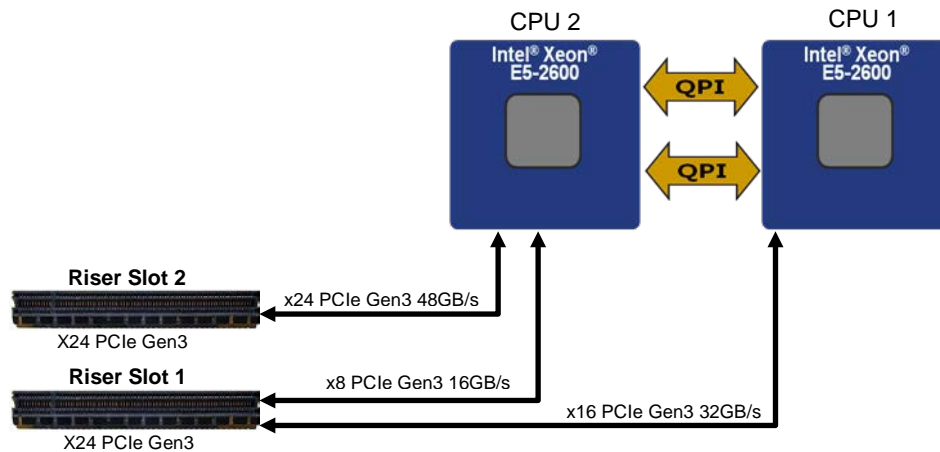 CPU 2
CPU 1
Intel® Xeon®
E5-2600
Intel® Xeon®
E5-2600
QPI
QPI
Riser Slot 2
x24 PCIe Gen3 48GB/s
X24 PCIe Gen3
Riser Slot 1
x8 PCIe Gen3 16GB/s
x16 PCIe Gen3 32GB/s
X24 PCIe Gen3